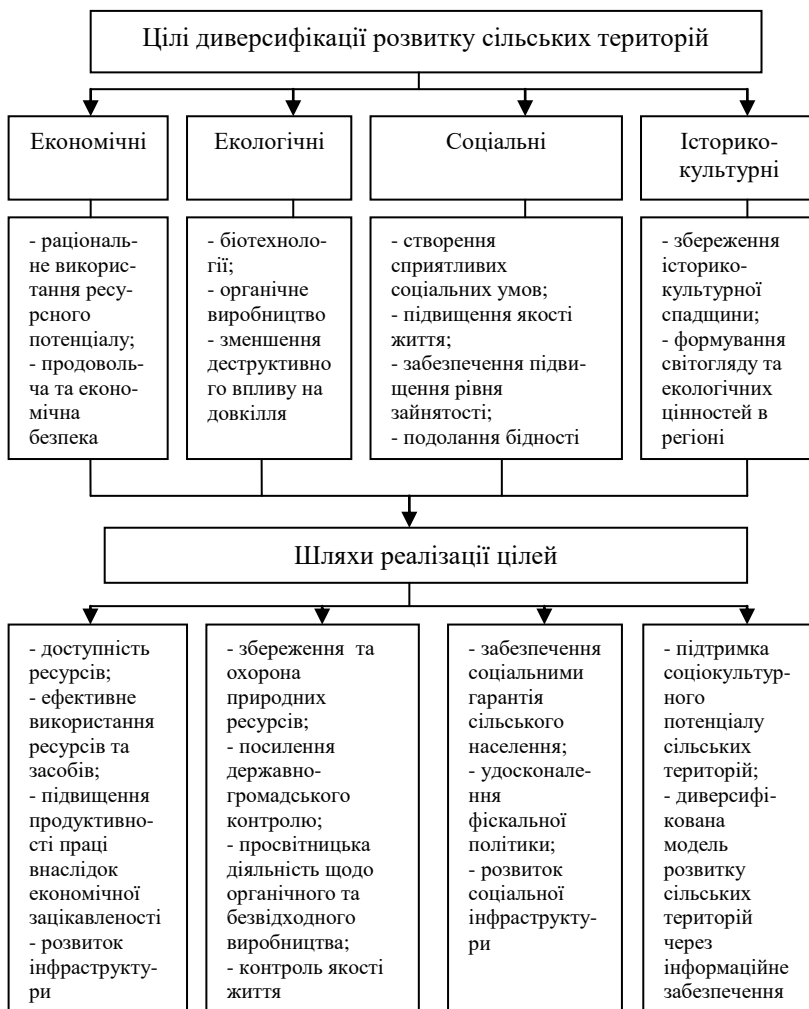 Цілі диверсифікації розвитку сільських територій
Економічні
Екологічні
Соціальні
Історико-
культурні
- раціональ-
не викорис-
тання ресу-
рсного
потенціалу;
- продоволь-
ча та еконо-
мічна
безпека
- біотехноло-
гії;
- органічне
виробництво
- зменшення
деструктивно
го впливу на
довкілля
- створення
сприятливих
соціальних умов;
- підвищення якості
життя;
- забезпечення підви-
щення рівня
зайнятості;
- подолання бідності
- збереження
історико-
культурної
спадщини;
- формування
світогляду та
екологічних
цінностей в
регіоні
Шляхи реалізації цілей
- доступність
ресурсів;
- ефективне
використання
ресурсів та
засобів;
- підвищення
продуктивно-
сті праці
внаслідок
економічної
зацікавленості
- розвиток
інфраструкту-
ри
- збереження та
охорона
природних
ресурсів;
- посилення
державно-
громадського
контролю;
- просвітницька
діяльність щодо
органічного та
безвідходного
виробництва;
- контроль якості
життя
- забезпечення
соціальними
гарантія
сільського
населення;
- удосконале-
ння
фіскальної
політики;
- розвиток
соціальної
інфраструкту-
ри
- підтримка
соціокультур-
ного
потенціалу
сільських
територій;
- диверсифі-
кована
модель
розвитку
сільських
територій
через
інформаційне
забезпечення